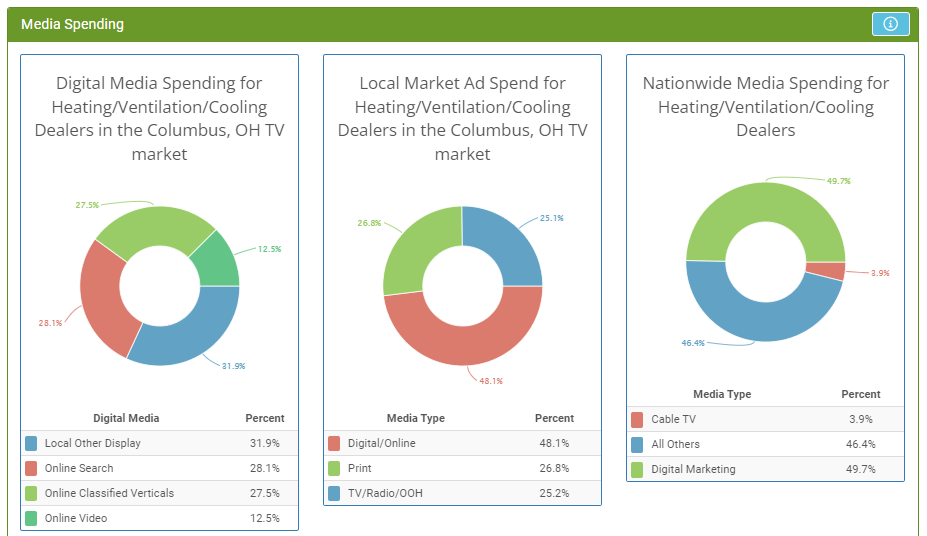 Media Spending
Digital Media Spending for
Heating/Ventilation/Cooling
Dealers in the Columbus, OH TV
market
27.5%
12.5%
28.1%
31.9%
Digital Media Percent
Local Other Display 31.9%
Online Search 28.1%
Online Classified Verticals 27.5%
Online Video 12.5%
Local Market Ad Spend for
Heating/Ventilation/Cooling
Dealers in the Columbus, OH TV
market
26.8%
25.1%
48.1%
Media Type Percent
Digital/Online 48.1%
Print 26.8%
TV/Radio/OOH 25.2%
Nationwide Media Spending for
Heating/Ventilation/Cooling
Dealers
49.7%
3.9%
46.4%
Media Type Percent
Cable TV 3.9%
All Others 46.4%
Digital Marketing 49.7%